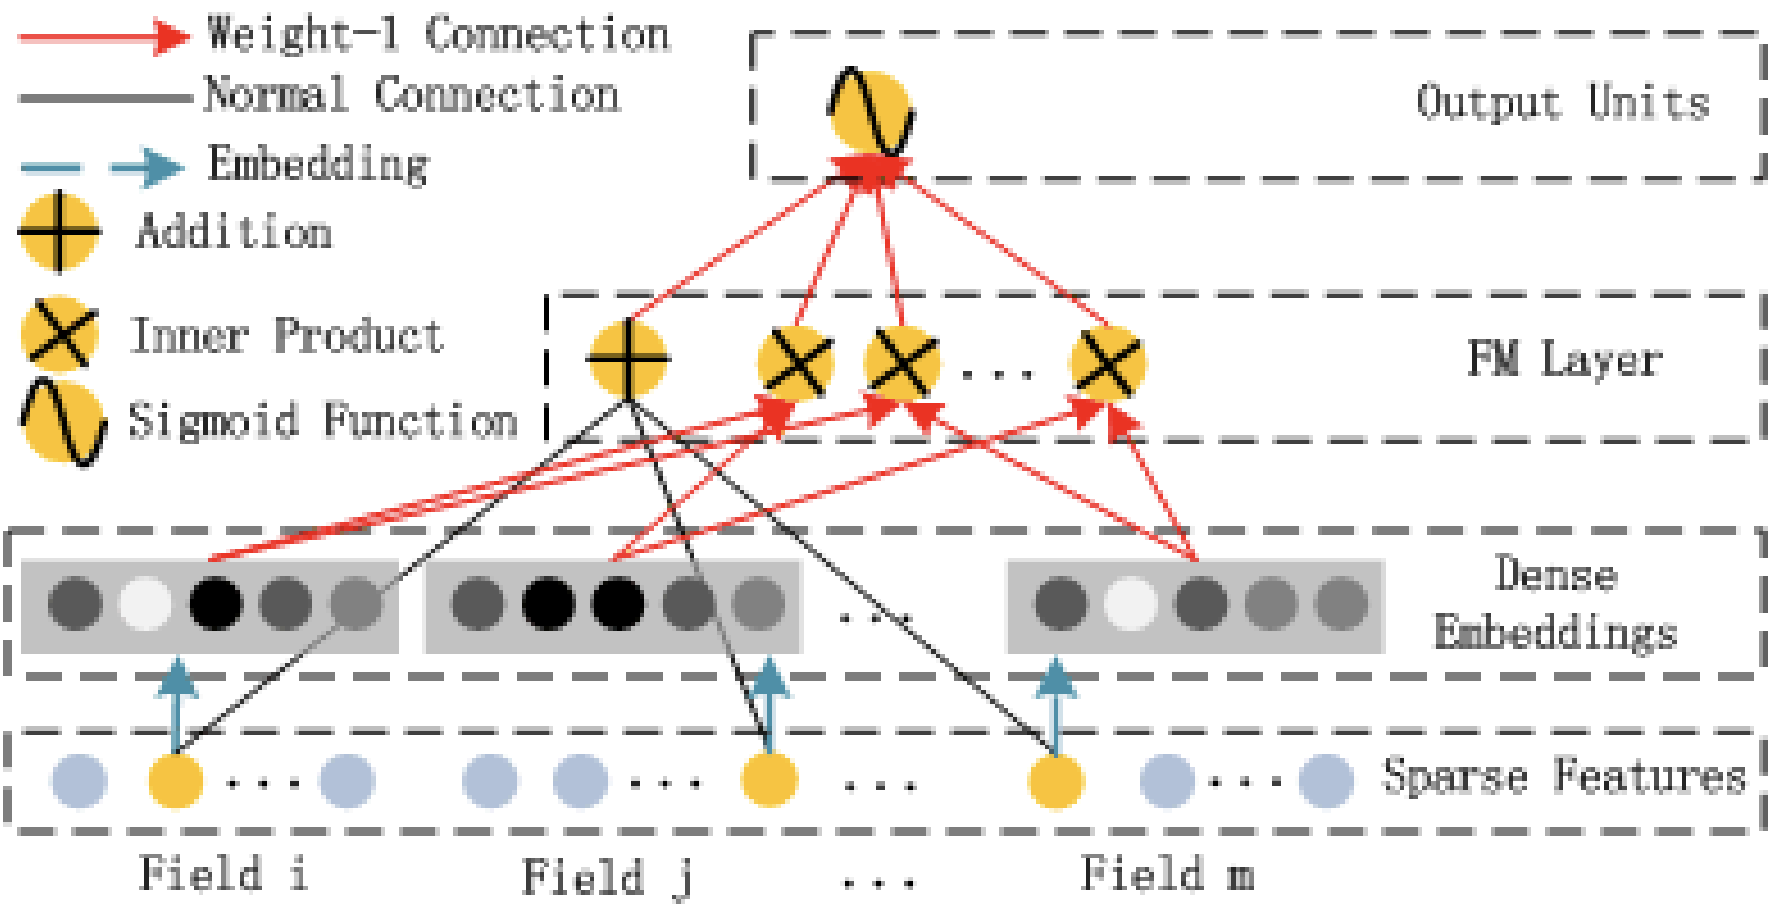 Weight-1 Connection
Normal Connection
Embedding
Addition
Inner Product
Sigmoid Function
Output Units
FM Layer
...
Dense
Embeddings
...
Sparse Features
... ... ... ...
Field i Field j ... Field m